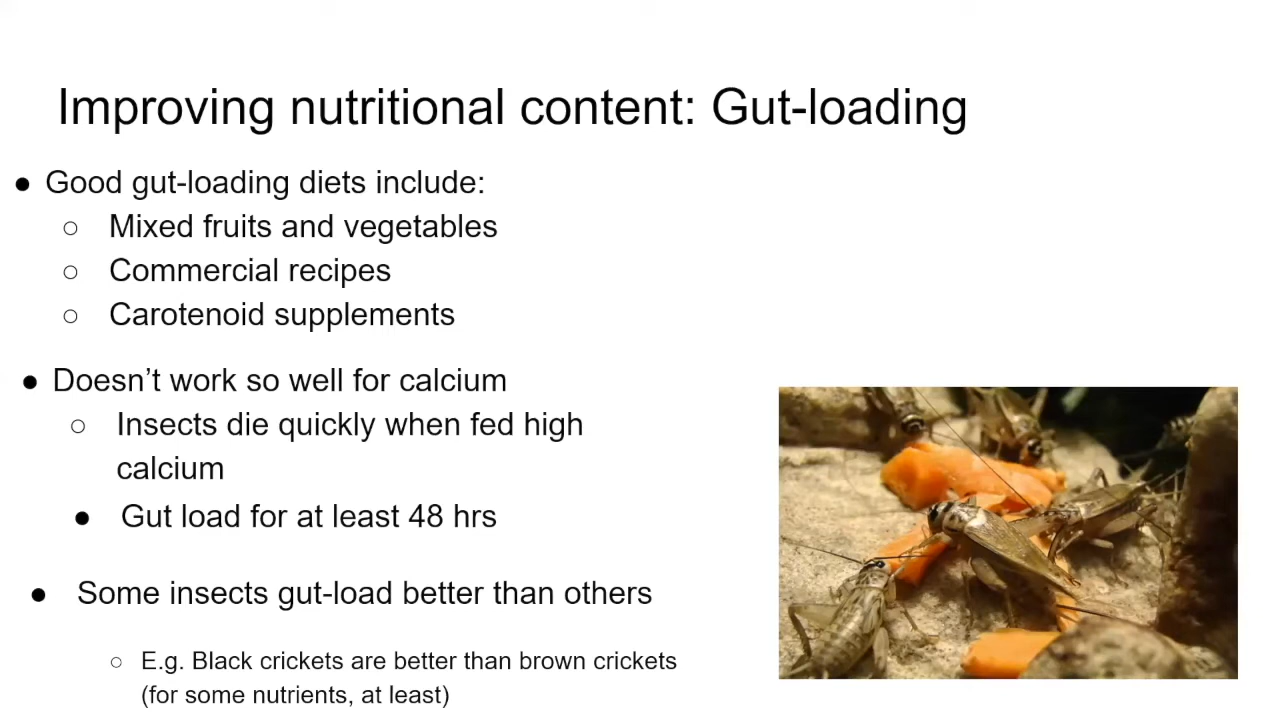 Improving nutritional content: Gut-loading
● Good gut-loading diets include:
○ Mixed fruits and vegetables
○ Commercial recipes
○ Carotenoid supplements
● Doesn’t work so well for calcium
○ Insects die quickly when fed high
calcium
● Gut load for at least 48 hrs
● Some insects gut-load better than others
○ E.g. Black crickets are better than brown crickets
(for some nutrients, at least)